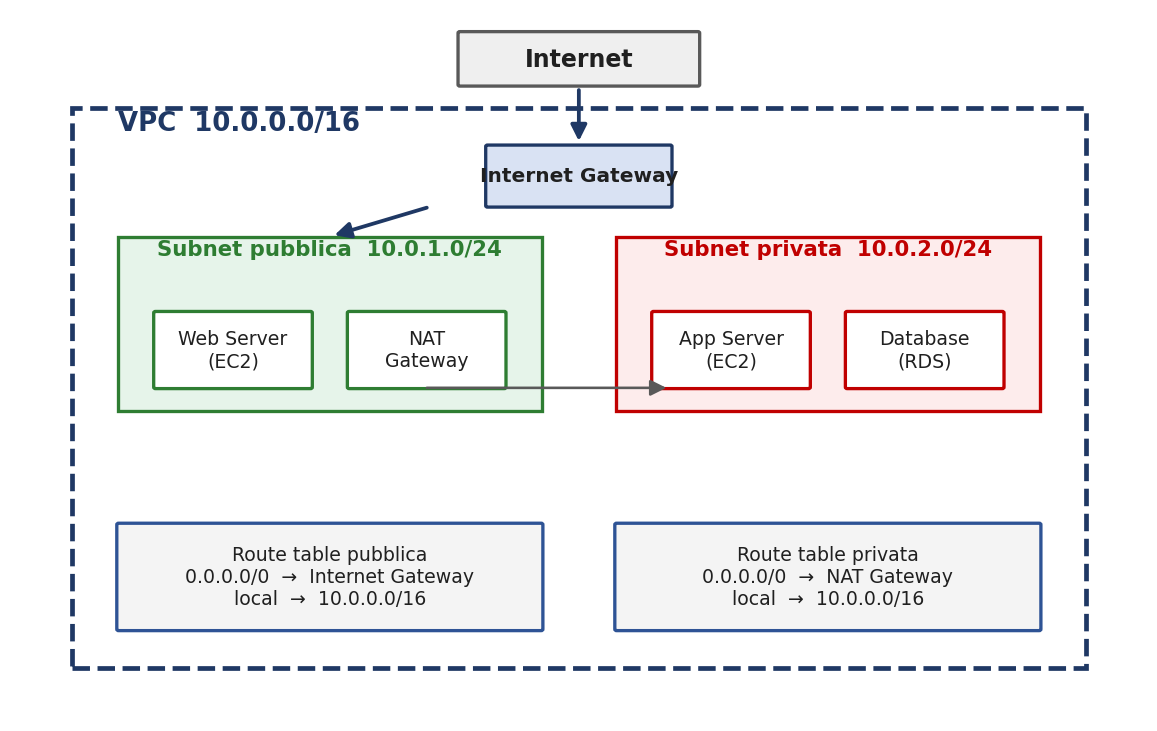 Internet
VPC  10.0.0.0/16
Internet Gateway
Subnet pubblica  10.0.1.0/24
Web Server
(EC2)
NAT
Gateway
Subnet privata  10.0.2.0/24
App Server
(EC2)
Database
(RDS)
Route table pubblica
0.0.0.0/0  →  Internet Gateway
local  →  10.0.0.0/16
Route table privata
0.0.0.0/0  →  NAT Gateway
local  →  10.0.0.0/16